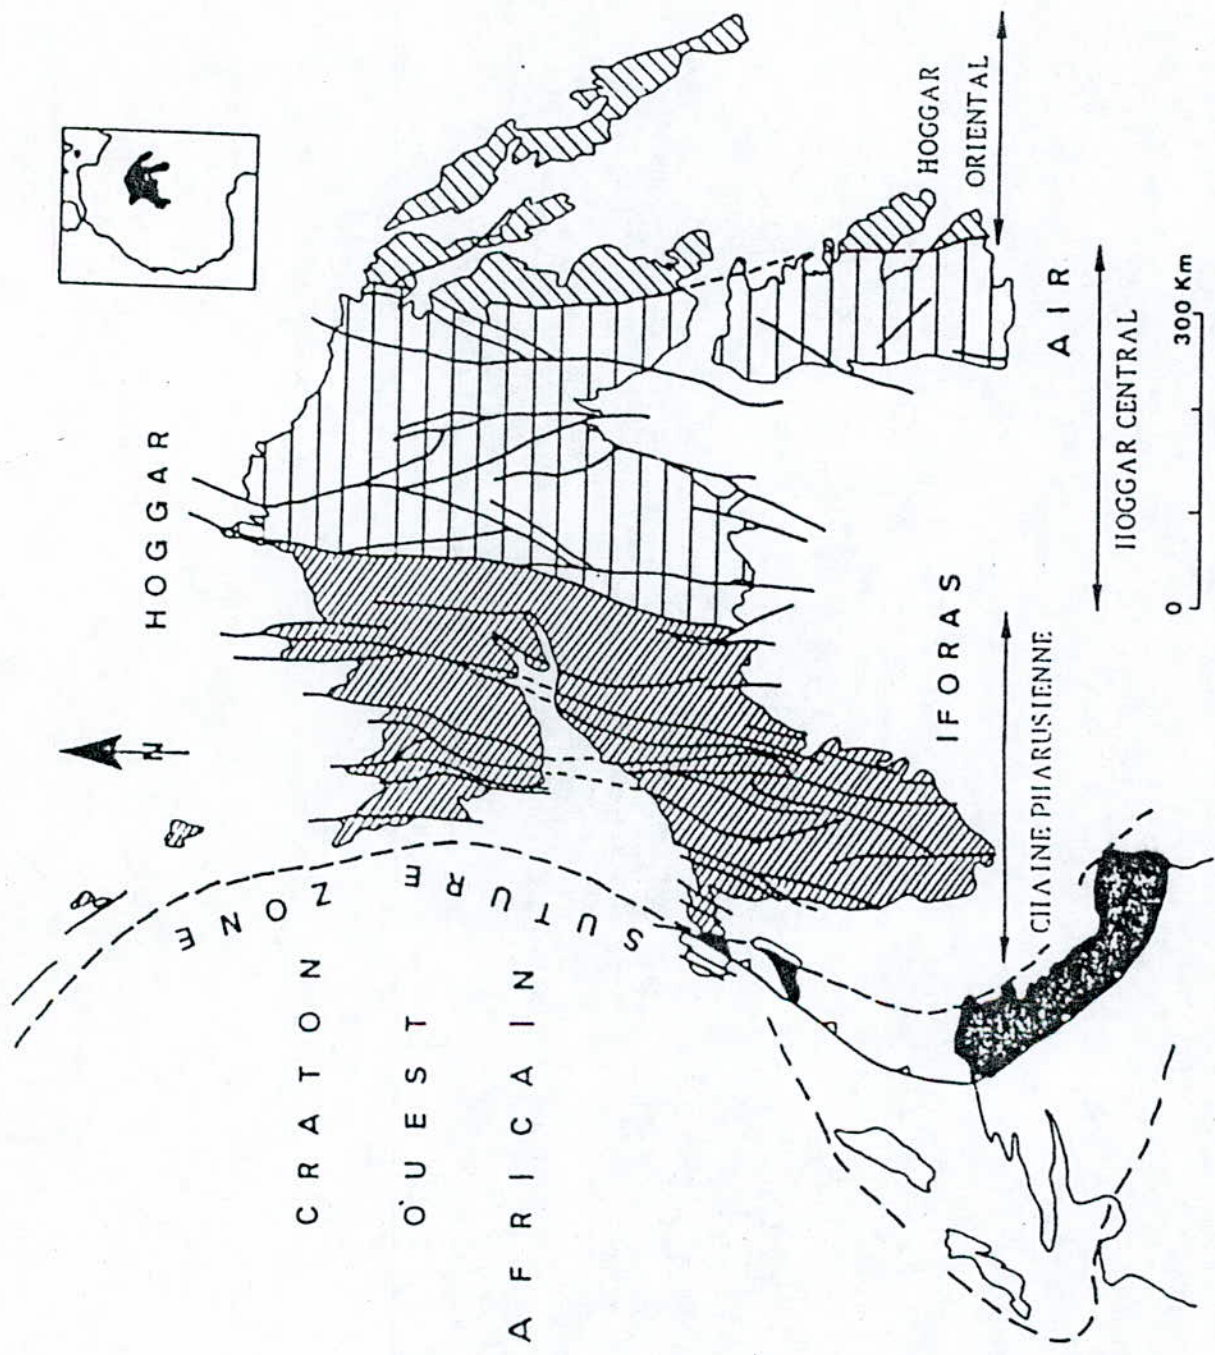 HOGGAR
N
CRATON
OUEST
AFRICAIN
SUTURE ZONE
IFORAS
AIR
HOGGAR
ORIENTAL
HOGGAR CENTRAL
CHAINE PHARUSIENNE
0 300 Km